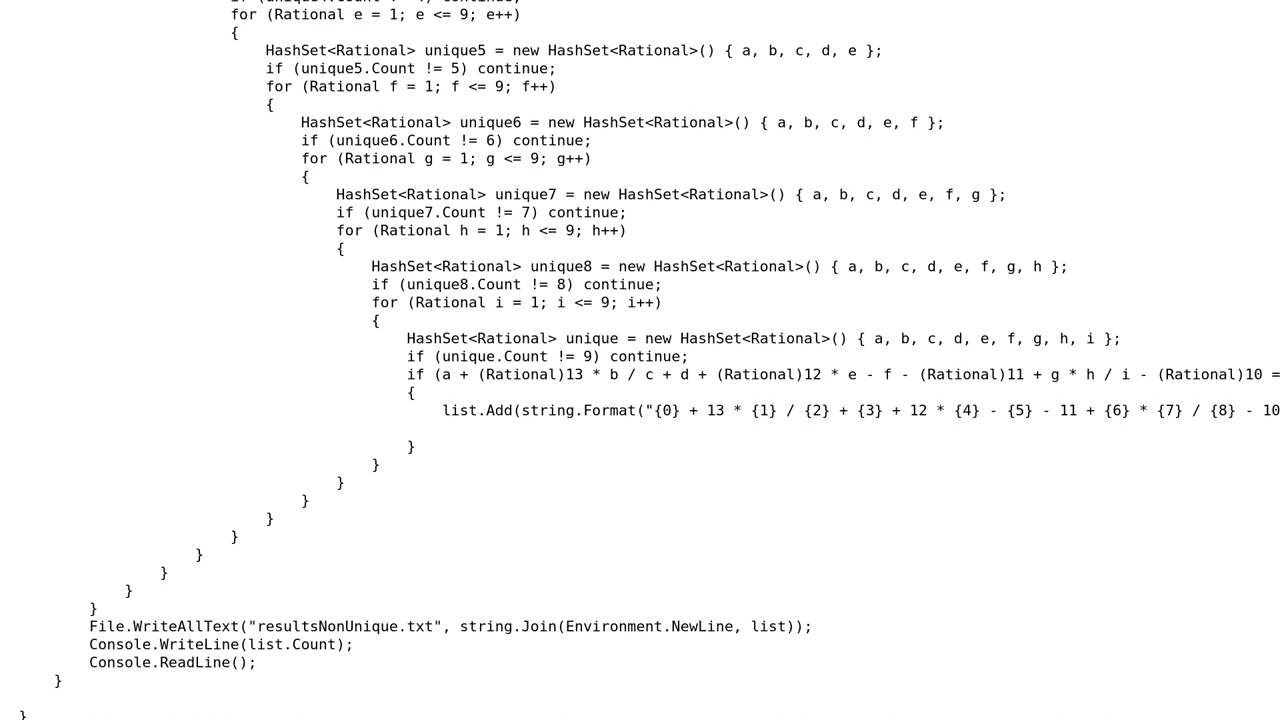 for (Rational e = 1; e <= 9; e++)
{
HashSet<Rational> unique5 = new HashSet<Rational>() { a, b, c, d, e };
if (unique5.Count != 5) continue;
for (Rational f = 1; f <= 9; f++)
{
HashSet<Rational> unique6 = new HashSet<Rational>() { a, b, c, d, e, f };
if (unique6.Count != 6) continue;
for (Rational g = 1; g <= 9; g++)
{
HashSet<Rational> unique7 = new HashSet<Rational>() { a, b, c, d, e, f, g };
if (unique7.Count != 7) continue;
for (Rational h = 1; h <= 9; h++)
{
HashSet<Rational> unique8 = new HashSet<Rational>() { a, b, c, d, e, f, g, h };
if (unique8.Count != 8) continue;
for (Rational i = 1; i <= 9; i++)
{
HashSet<Rational> unique = new HashSet<Rational>() { a, b, c, d, e, f, g, h, i };
if (unique.Count != 9) continue;
if (a + (Rational)13 * b / c + d + (Rational)12 * e - f - (Rational)11 + g * h / i - (Rational)10 =
{
list.Add(string.Format("{0} + 13 * {1} / {2} + {3} + 12 * {4} - {5} - 11 + {6} * {7} / {8} - 10
}
}
}
}
}
}
}
}
}
}
File.WriteAllText("resultsNonUnique.txt", string.Join(Environment.NewLine, list));
Console.WriteLine(list.Count);
Console.ReadLine();
}
}